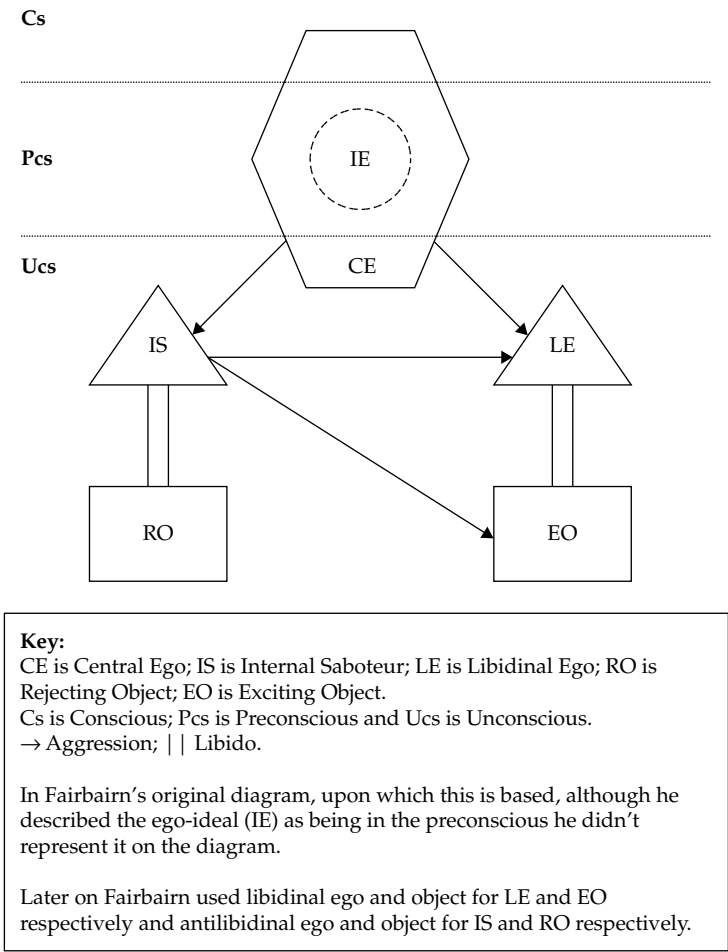 Cs
Pcs
IE
Ucs
CE
IS
LE
RO
EO
Key:
CE is Central Ego; IS is Internal Saboteur; LE is Libidinal Ego; RO is
Rejecting Object; EO is Exciting Object.
Cs is Conscious; Pcs is Preconscious and Ucs is Unconscious.
→ Aggression; || Libido.
In Fairbairn's original diagram, upon which this is based, although he
described the ego-ideal (IE) as being in the preconscious he didn't
represent it on the diagram.
Later on Fairbairn used libidinal ego and object for LE and EO
respectively and antilibidinal ego and object for IS and RO respectively.